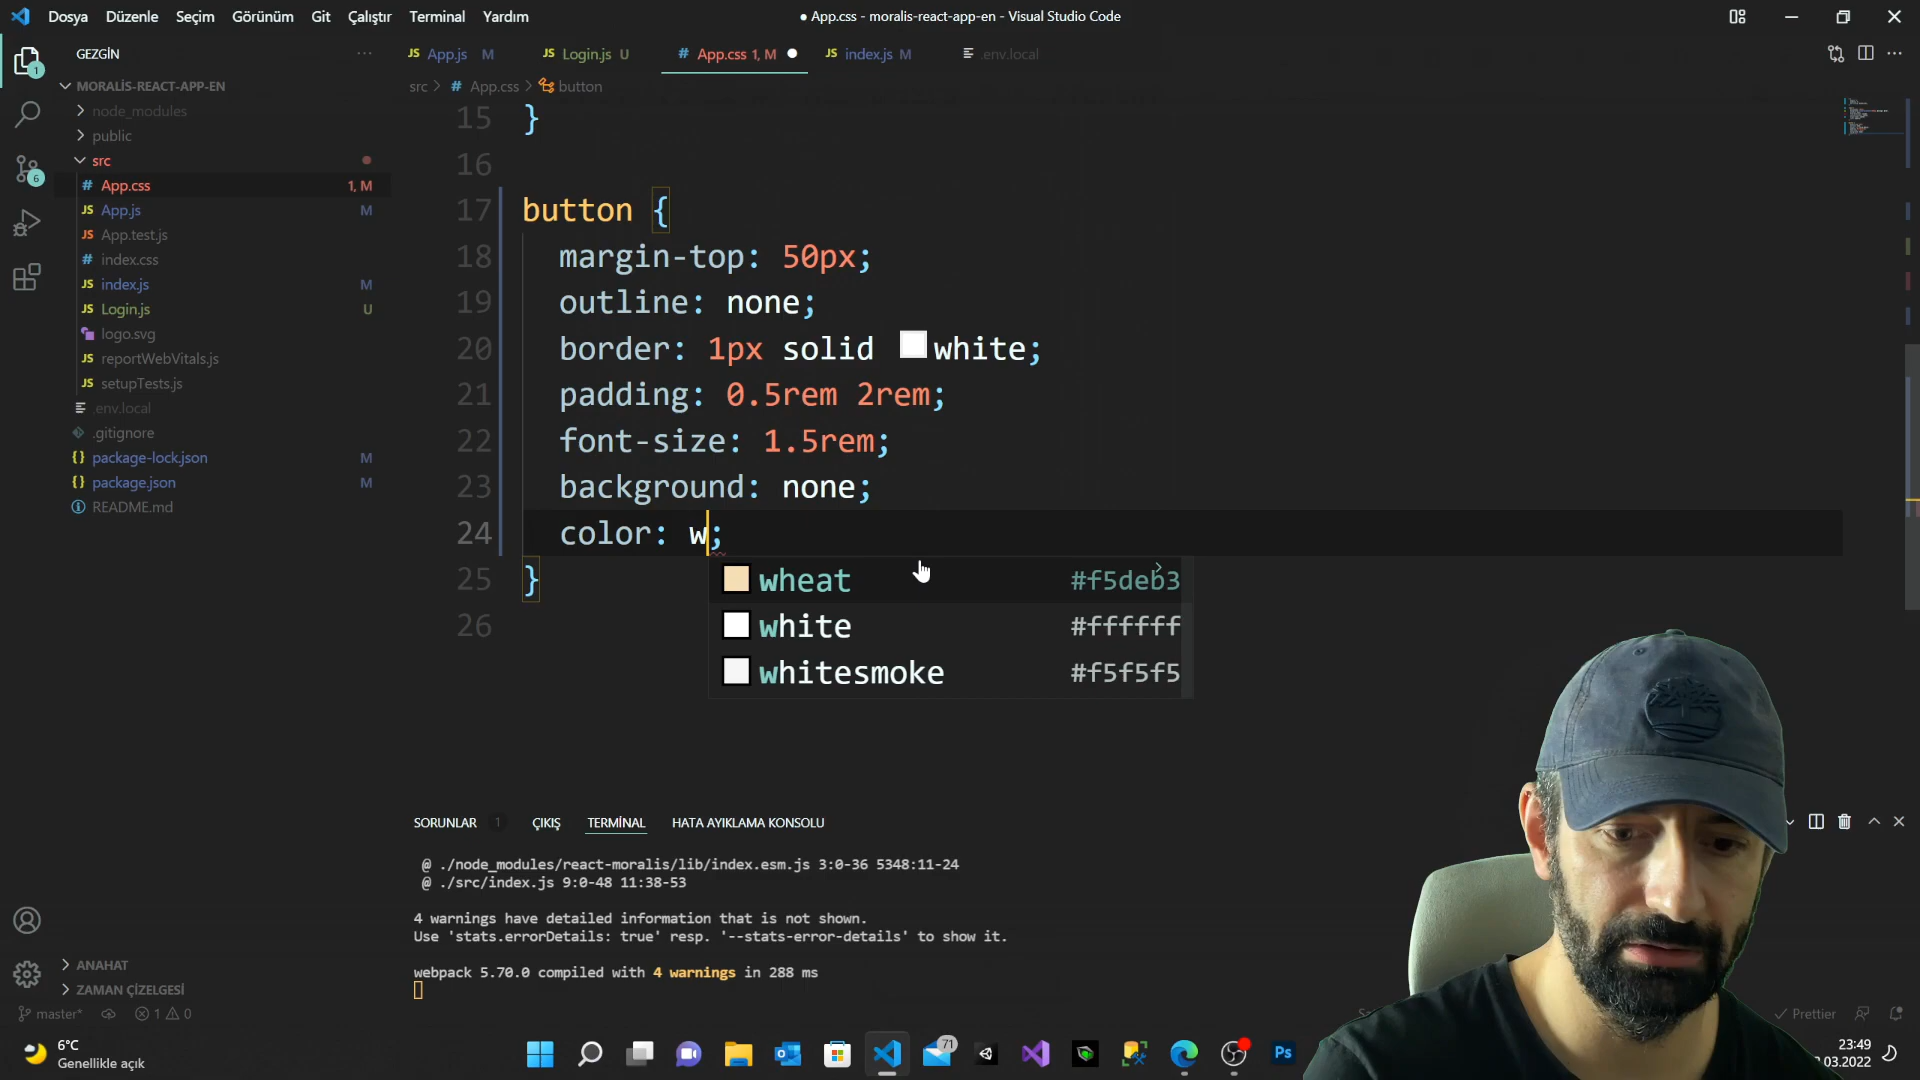 Dosya Düzenle Seçim Görünüm Git Çalıştır Terminal Yardım
● App.css - moralis-react-app-en - Visual Studio Code
GEZGİN
JS App.js M
JS Login.js U
# App.css 1, M
JS index.js M
.env.local
MORALİS-REACT-APP-EN
src > # App.css > button
node_modules
public
src
# App.css 1, M
JS App.js M
JS App.test.js
# index.css
JS index.js M
JS Login.js U
logo.svg
JS reportWebVitals.js
JS setupTests.js
.env.local
.gitignore
{} package-lock.json M
{} package.json M
README.md
15 }
16
17 button {
18 margin-top: 50px;
19 outline: none;
20 border: 1px solid white;
21 padding: 0.5rem 2rem;
22 font-size: 1.5rem;
23 background: none;
24 color: w;
25 }
26
wheat #f5deb3
white #ffffff
whitesmoke #f5f5f5
SORUNLAR 1 ÇIKIŞ TERMİNAL HATA AYIKLAMA KONSOLU
@ ./node_modules/react-moralis/lib/index.esm.js 3:0-36 5348:11-24
@ ./src/index.js 9:0-48 11:38-53
4 warnings have detailed information that is not shown.
Use 'stats.errorDetails: true' resp. '--stats-error-details' to show it.
webpack 5.70.0 compiled with 4 warnings in 288 ms
ANAHAT
ZAMAN ÇİZELGESİ
master* 1 0
Prettier
1
6
6°C
Genellikle açık
71
Ps
23:49
.03.2022